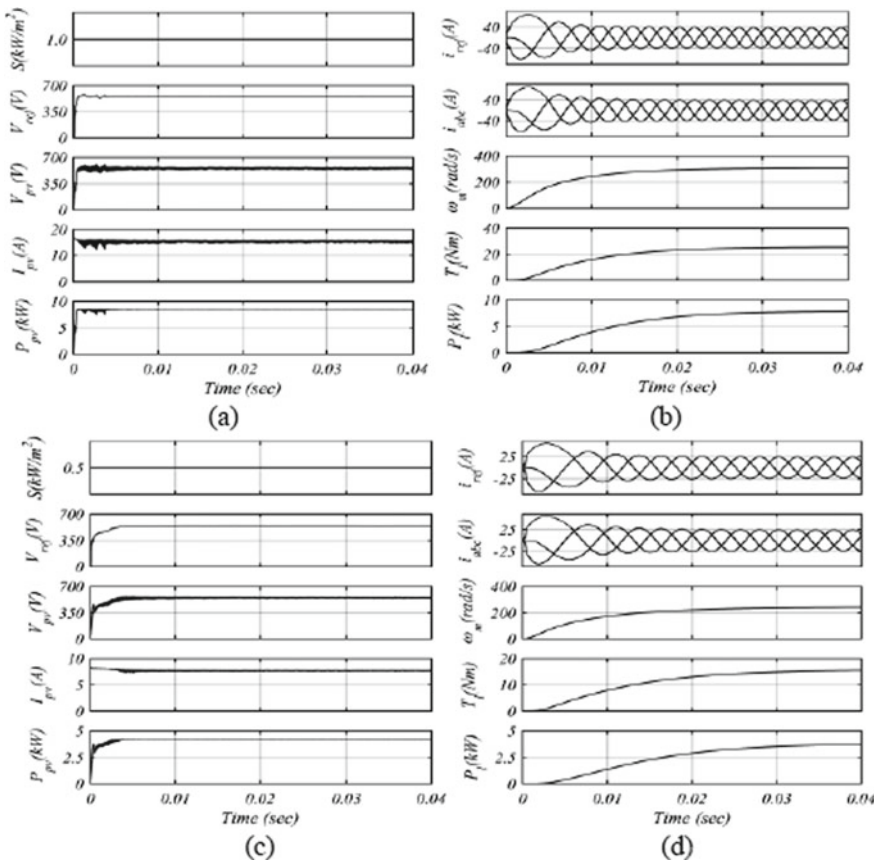 S(kW/m²)
1.0
V_ref(V)
700
350
0
V_pv(V)
700
350
0
I_pv(A)
20
10
0
P_pv(kW)
10
5
0
0 0.01 0.02 0.03 0.04
Time (sec)
(a)
i_ref(A)
40
-40
i_abc(A)
40
-40
ω_m(rad/s)
400
200
0
T_l(Nm)
40
20
0
P_l(kW)
10
5
0
0 0.01 0.02 0.03 0.04
Time (sec)
(b)
S(kW/m²)
0.5
V_ref(V)
700
350
0
V_pv(V)
700
350
0
I_pv(A)
10
5
0
P_pv(kW)
5
2.5
0
0 0.01 0.02 0.03 0.04
Time (sec)
(c)
i_ref(A)
25
-25
i_abc(A)
25
-25
ω_m(rad/s)
400
200
0
T_l(Nm)
20
10
0
P_l(kW)
5
2.5
0
0 0.01 0.02 0.03 0.04
Time (sec)
(d)